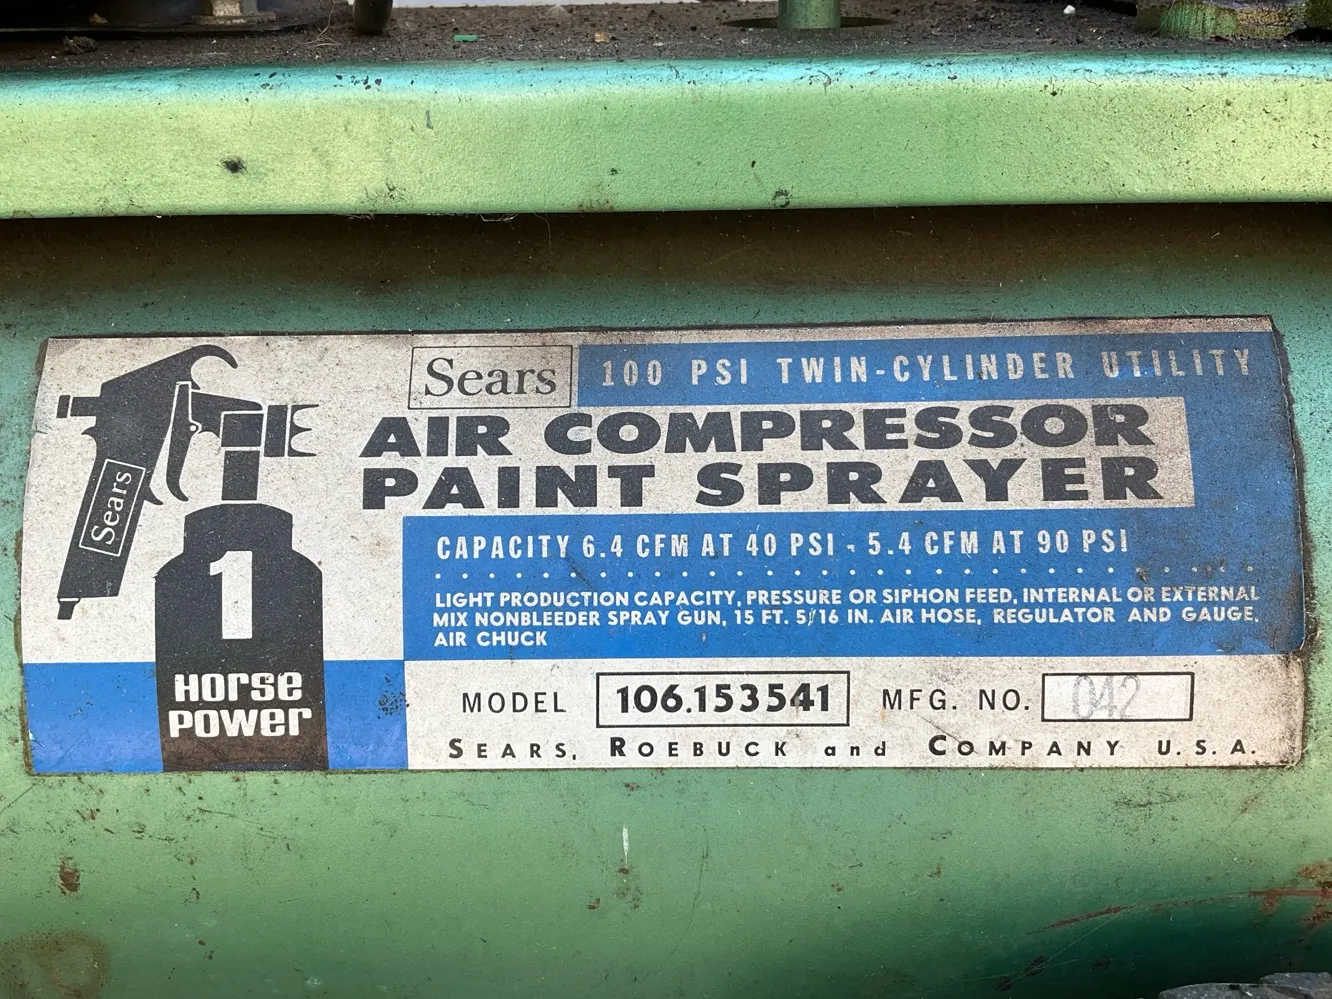 Sears 100 PSI TWIN-CYLINDER UTILITY
AIR COMPRESSOR
PAINT SPRAYER
Sears
CAPACITY 6.4 CFM AT 40 PSI - 5.4 CFM AT 90 PSI
1
LIGHT PRODUCTION CAPACITY, PRESSURE OR SIPHON FEED, INTERNAL OR EXTERNAL
MIX NONBLEEDER SPRAY GUN, 15 FT. 5/16 IN. AIR HOSE, REGULATOR AND GAUGE,
AIR CHUCK
HORSE
POWER
MODEL 106.153541 MFG. NO. 042
SEARS, ROEBUCK and COMPANY U.S.A.